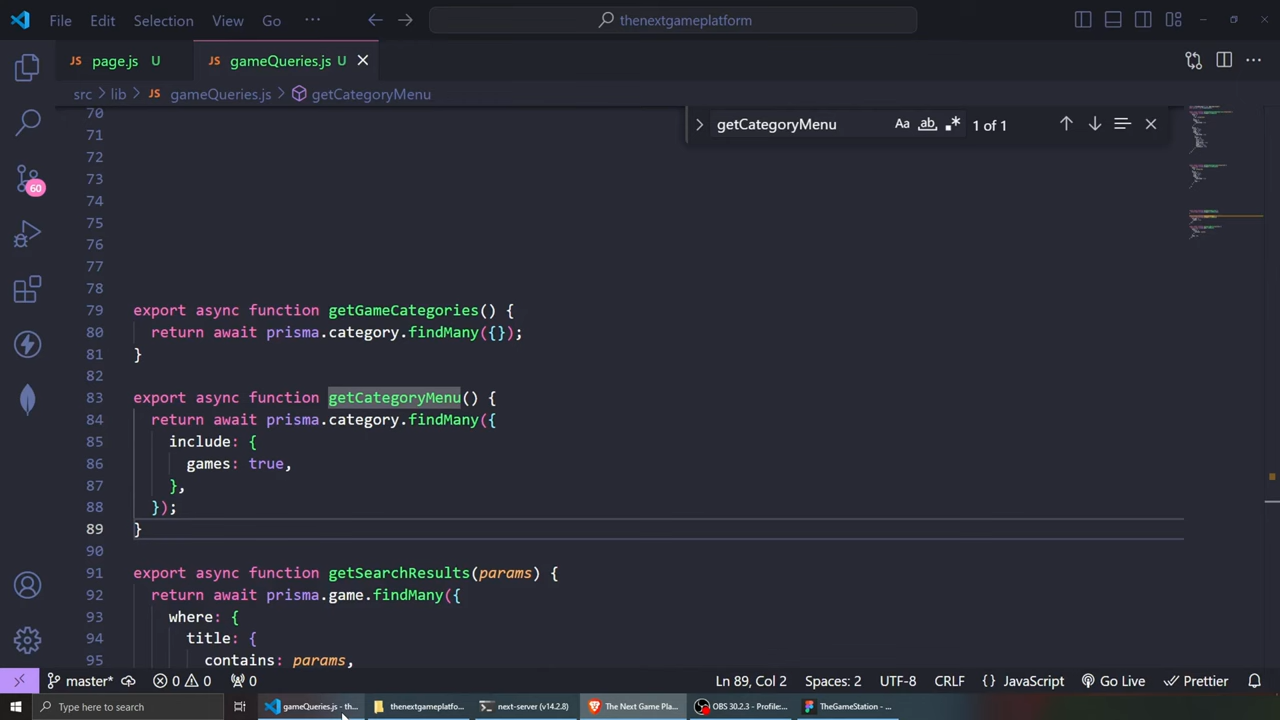 File Edit Selection View Go ··· thenextgameplatform
JS page.js U JS gameQueries.js U
src > lib > JS gameQueries.js > getCategoryMenu
getCategoryMenu Aa ab .* 1 of 1
70
71
72
73
74
75
76
77
78
79 export async function getGameCategories() {
80 return await prisma.category.findMany({});
81 }
82
83 export async function getCategoryMenu() {
84 return await prisma.category.findMany({
85 include: {
86 games: true,
87 },
88 });
89 }
90
91 export async function getSearchResults(params) {
92 return await prisma.game.findMany({
93 where: {
94 title: {
95 contains: params,
60
master* 0 0 0 Ln 89, Col 2 Spaces: 2 UTF-8 CRLF {} JavaScript Go Live Prettier
Type here to search gameQueries.js - th... thenextgameplatfo... next-server (v14.2.8) The Next Game Pla... OBS 30.2.3 - Profile:... TheGameStation - ...